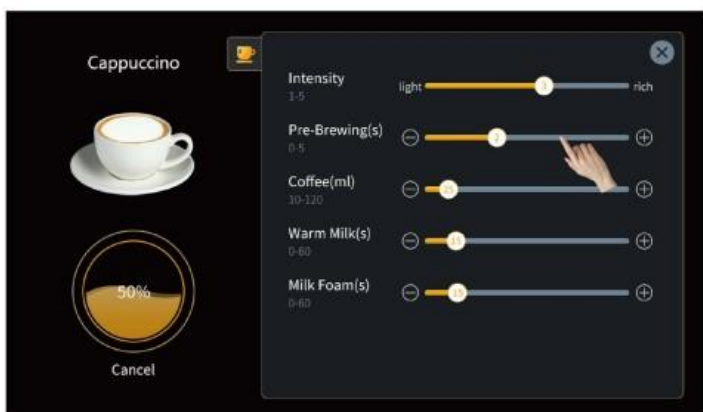 Cappuccino
50%
Cancel
Intensity
1-5
light
3
rich
Pre-Brewing(s)
0-5
2
Coffee(ml)
10-120
25
Warm Milk(s)
0-60
15
Milk Foam(s)
0-60
15